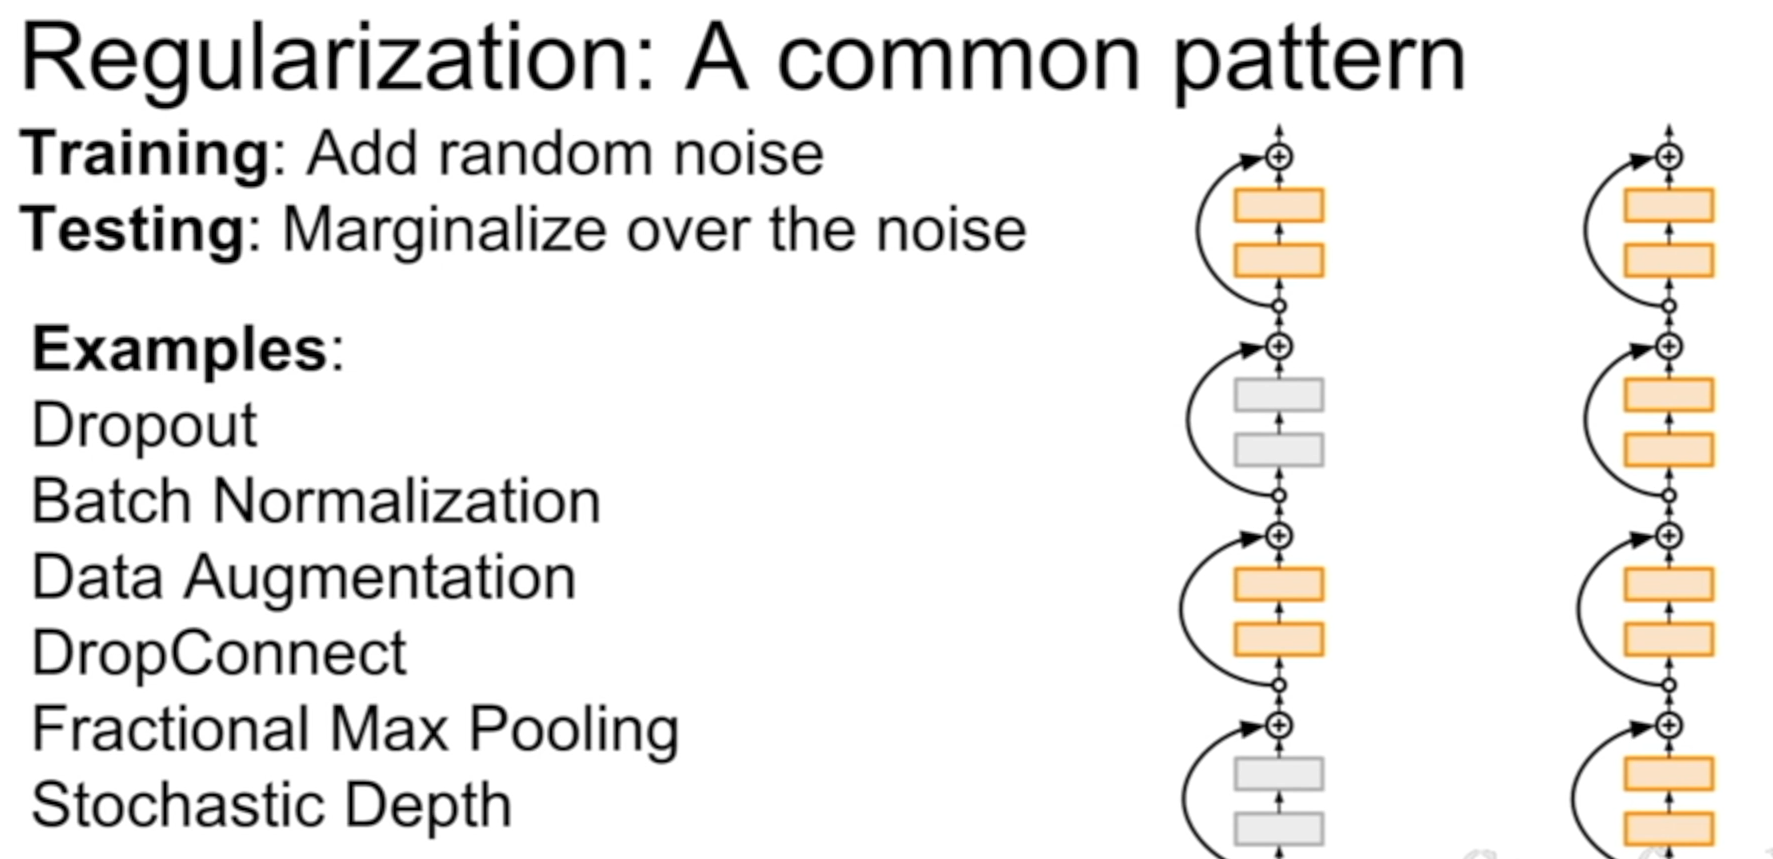 Regularization: A common pattern
Training: Add random noise
Testing: Marginalize over the noise
Examples:
Dropout
Batch Normalization
Data Augmentation
DropConnect
Fractional Max Pooling
Stochastic Depth